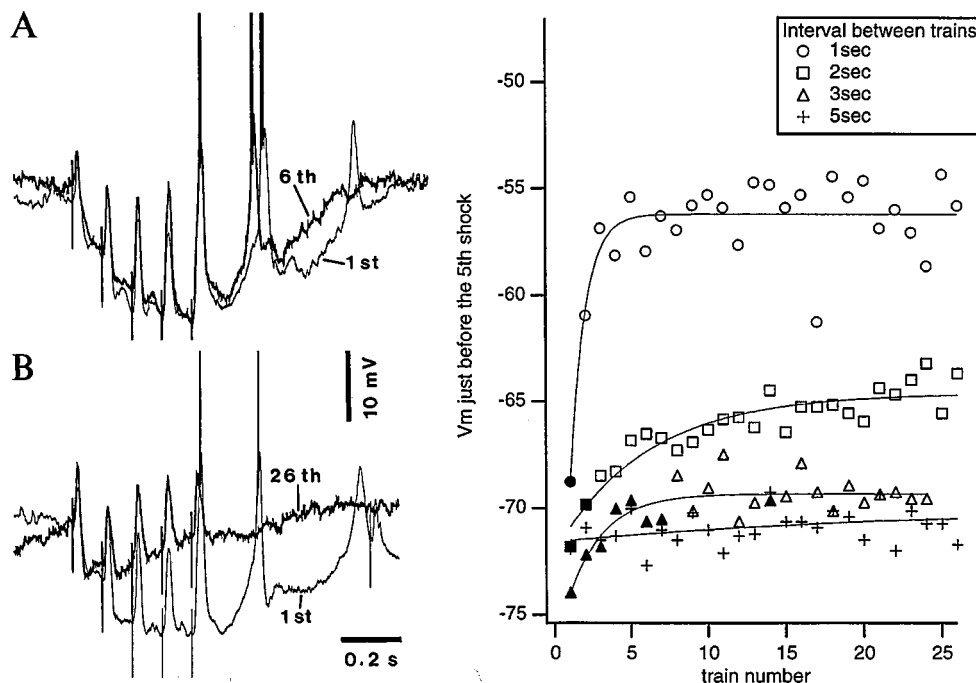 A
6 th
1 st
B
10 mV
26 th
1 st
0.2 s
Interval between trains
1sec
2sec
3sec
5sec
Vm just before the 5th shock
-50
-55
-60
-65
-70
-75
0
5
10
15
20
25
train number